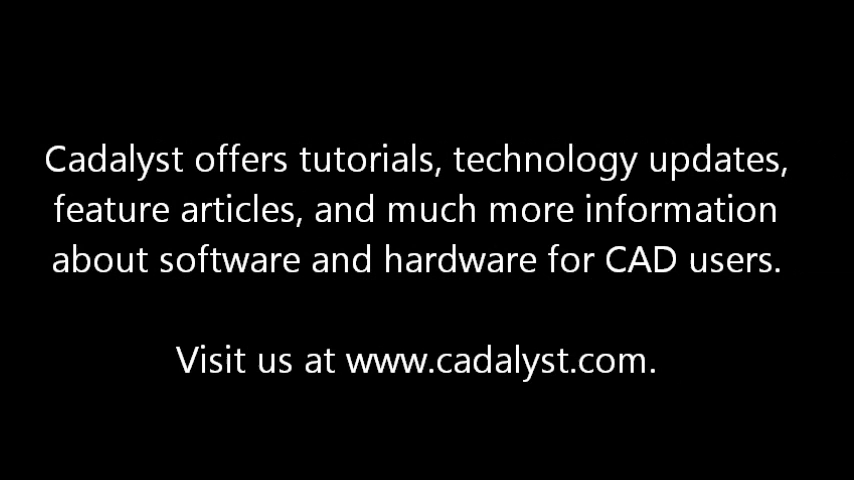 Cadalyst offers tutorials, technology updates,
feature articles, and much more information
about software and hardware for CAD users.
Visit us at www.cadalyst.com.